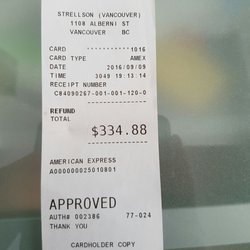 STRELLSON (VANCOUVER)
1108 ALBERNI ST
VANCOUVER BC
CARD ************1016
CARD TYPE AMEX
DATE 2016/09/09
TIME 3049 19:13:14
RECEIPT NUMBER
C84090267-001-001-120-0
REFUND
TOTAL
$334.88
AMERICAN EXPRESS
A000000025010801
APPROVED
AUTH# 002386 77-024
THANK YOU
CARDHOLDER COPY